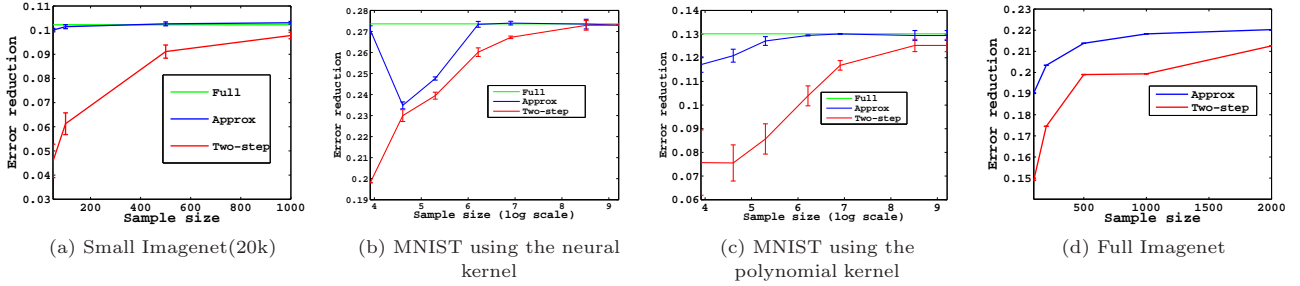 0.11
0.1
0.09
0.08
0.07
0.06
0.05
0.04
0.03
Error reduction
200
400
600
800
1000
Sample size
Full
Approx
Two-step
(a) Small Imagenet(20k)
0.28
0.27
0.26
0.25
0.24
0.23
0.22
0.21
0.2
0.19
Error reduction
4
5
6
7
8
9
Sample size (log scale)
Full
Approx
Two-step
(b) MNIST using the neural
kernel
0.14
0.13
0.12
0.11
0.1
0.09
0.08
0.07
0.06
Error reduction
4
5
6
7
8
9
Sample size (log scale)
Full
Approx
Two-step
(c) MNIST using the
polynomial kernel
0.23
0.22
0.21
0.2
0.19
0.18
0.17
0.16
0.15
Error reduction
500
1000
1500
2000
Sample size
Approx
Two-step
(d) Full Imagenet